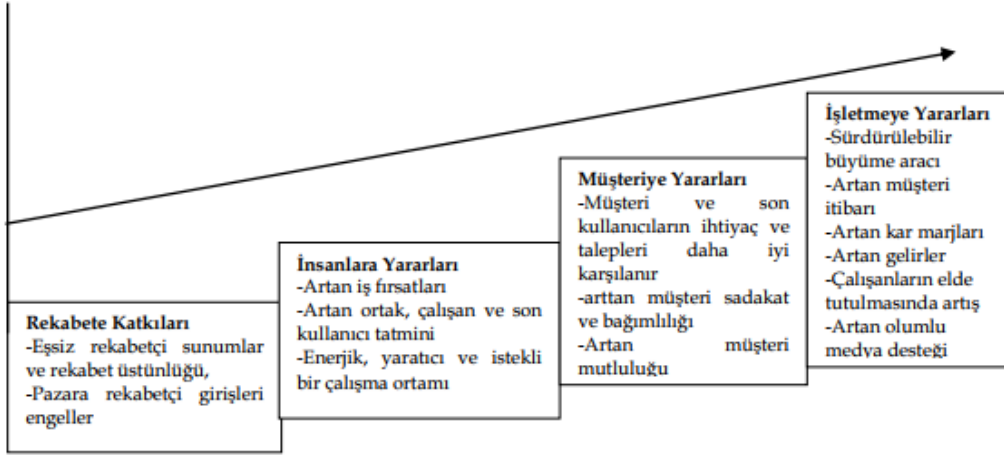 Rekabete Katkıları
-Eşsiz rekabetçi sunumlar
ve rekabet üstünlüğü,
-Pazara rekabetçi girişleri
engeller
İnsanlara Yararları
-Artan iş fırsatları
-Artan ortak, çalışan ve son
kullanıcı tatmini
-Enerjik, yaratıcı ve istekli
bir çalışma ortamı
Müşteriye Yararları
-Müşteri ve son
kullanıcıların ihtiyaç ve
talepleri daha iyi
karşılanır
-arttan müşteri sadakat
ve bağımlılığı
-Artan müşteri
mutluluğu
İşletmeye Yararları
-Sürdürülebilir
büyüme aracı
-Artan müşteri
itibarı
-Artan kar marjları
-Artan gelirler
-Çalışanların elde
tutulmasında artış
-Artan olumlu
medya desteği